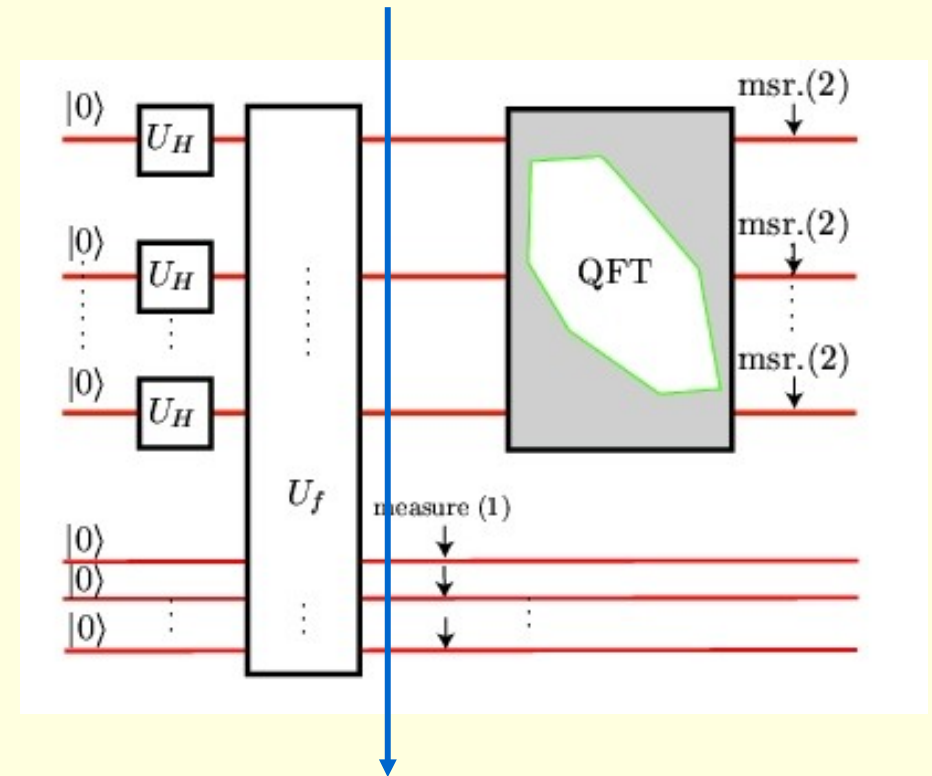 |0⟩
U_H
msr.(2)
|0⟩
U_H
QFT
msr.(2)
|0⟩
U_H
msr.(2)
U_f
measure (1)
|0⟩
|0⟩
|0⟩